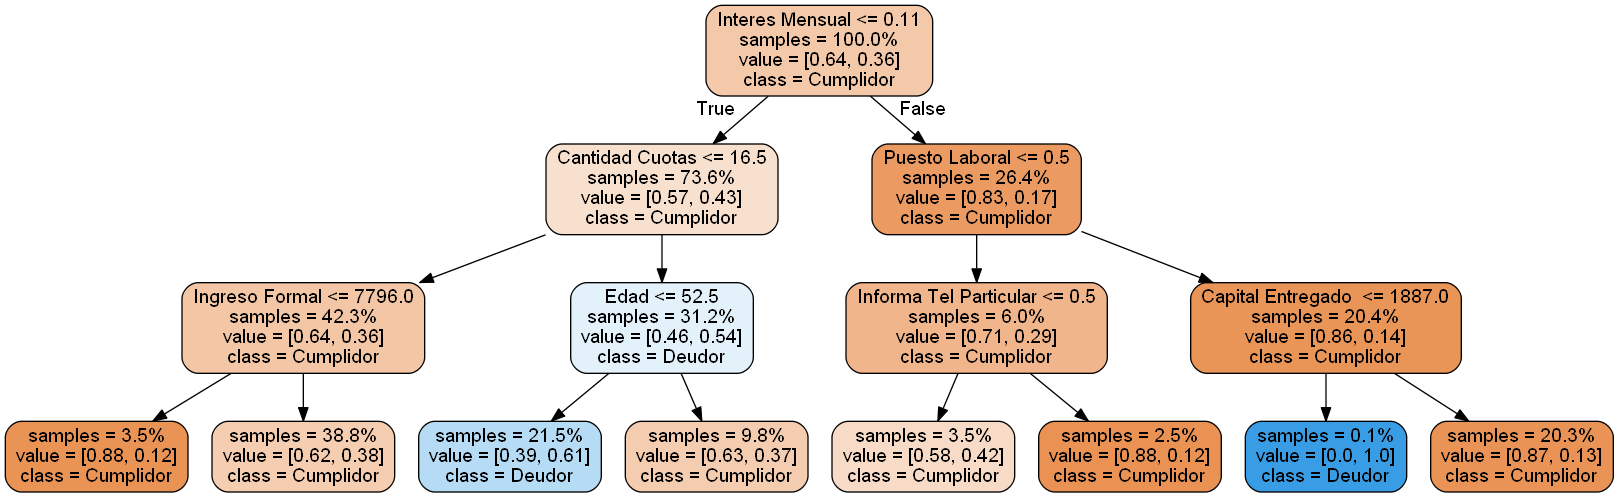 Interes Mensual <= 0.11
samples = 100.0%
value = [0.64, 0.36]
class = Cumplidor
True
False
Cantidad Cuotas <= 16.5
samples = 73.6%
value = [0.57, 0.43]
class = Cumplidor
Puesto Laboral <= 0.5
samples = 26.4%
value = [0.83, 0.17]
class = Cumplidor
Ingreso Formal <= 7796.0
samples = 42.3%
value = [0.64, 0.36]
class = Cumplidor
Edad <= 52.5
samples = 31.2%
value = [0.46, 0.54]
class = Deudor
Informa Tel Particular <= 0.5
samples = 6.0%
value = [0.71, 0.29]
class = Cumplidor
Capital Entregado  <= 1887.0
samples = 20.4%
value = [0.86, 0.14]
class = Cumplidor
samples = 3.5%
value = [0.88, 0.12]
class = Cumplidor
samples = 38.8%
value = [0.62, 0.38]
class = Cumplidor
samples = 21.5%
value = [0.39, 0.61]
class = Deudor
samples = 9.8%
value = [0.63, 0.37]
class = Cumplidor
samples = 3.5%
value = [0.58, 0.42]
class = Cumplidor
samples = 2.5%
value = [0.88, 0.12]
class = Cumplidor
samples = 0.1%
value = [0.0, 1.0]
class = Deudor
samples = 20.3%
value = [0.87, 0.13]
class = Cumplidor